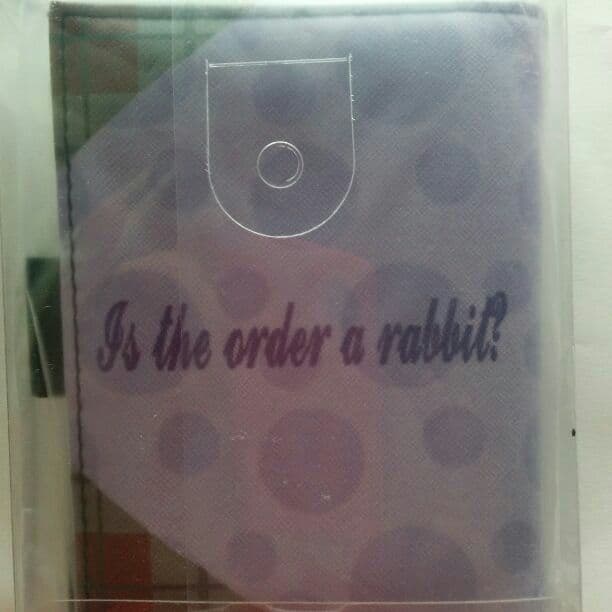 Is the order a rabbit?